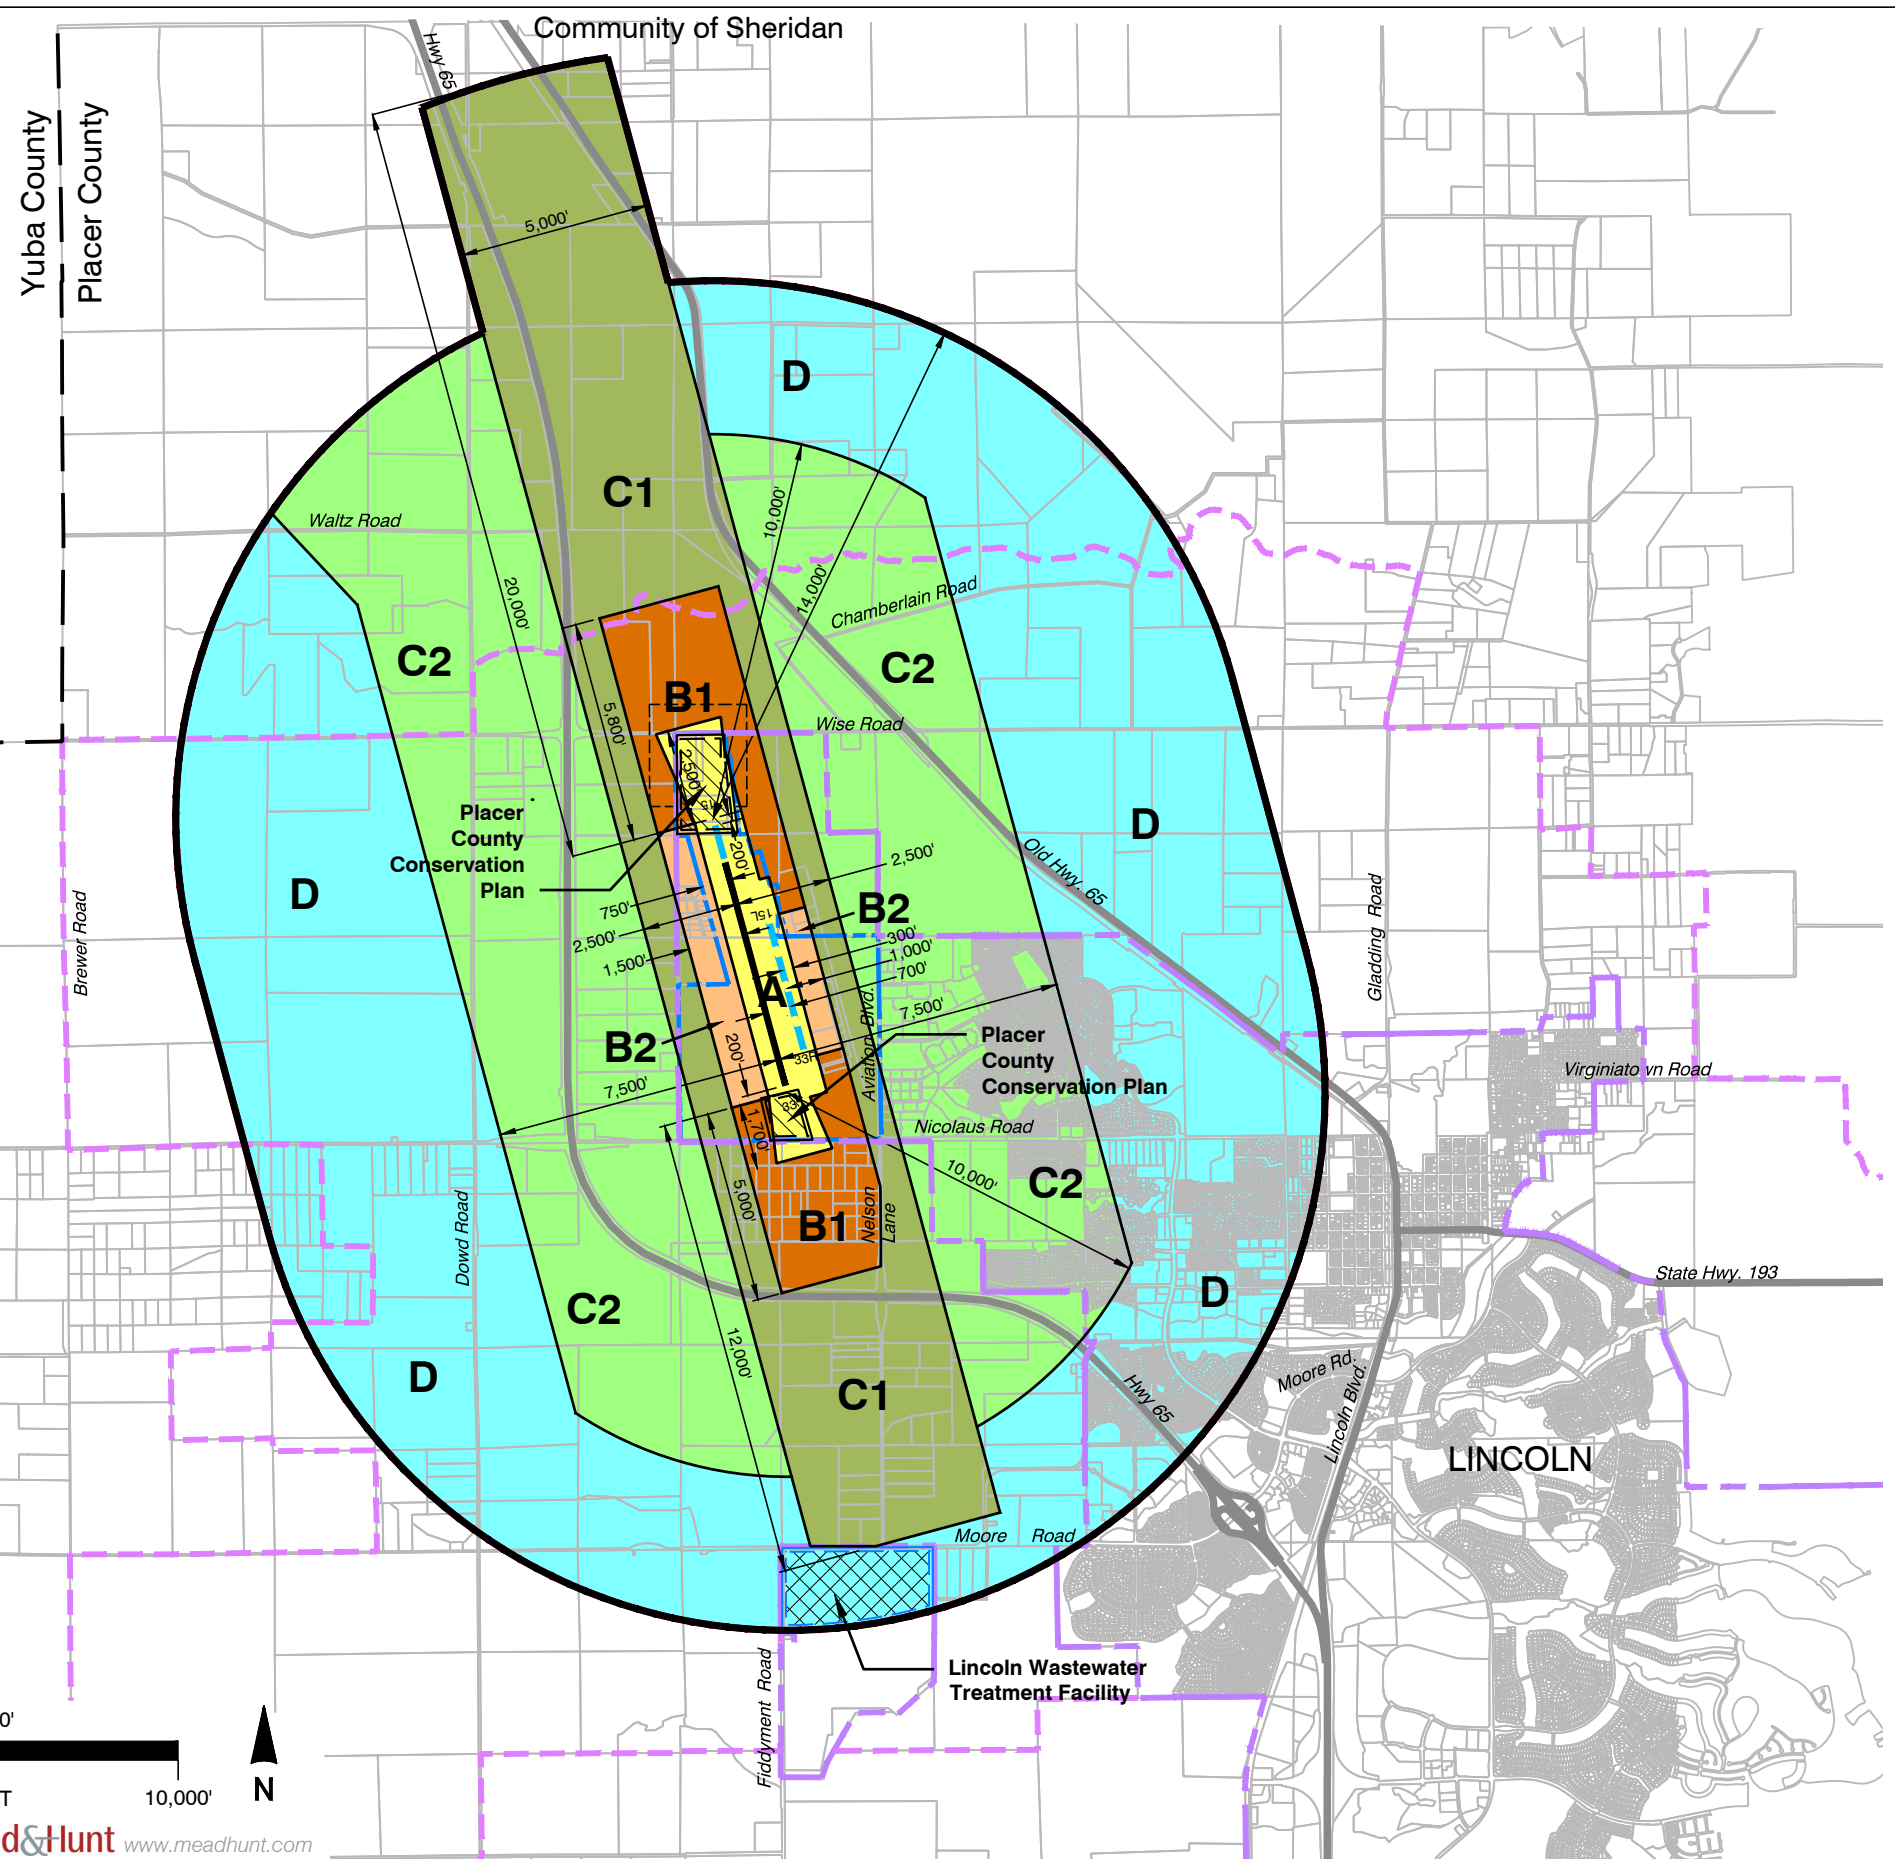 Community of Sheridan
Hwy 65
Yuba County
Placer County
5,000'
D
C1
Waltz Road
10,000'
14,000'
20,000'
Chamberlain Road
C2
C2
B1
5,800'
Wise Road
2,500'
15
Placer
County
Conservation
Plan
D
D
Old Hwy. 65
200'
2,500'
750'
15L
B2
2,500'
300'
1,500'
1,000'
700'
A
7,500'
Brewer Road
Gladding Road
Aviation Blvd.
B2
200'
33R
Placer
County
Conservation Plan
7,500'
33
1,700'
Virginiatown Road
Nicolaus Road
10,000'
C2
5,000'
B1
Nelson
Lane
Dowd Road
State Hwy. 193
D
C2
12,000'
D
C1
Hwy 65
Moore Rd.
Lincoln Blvd.
LINCOLN
Moore Road
Lincoln Wastewater
Treatment Facility
Fiddyment Road
0'
T
10,000'
N
d&Hunt www.meadhunt.com